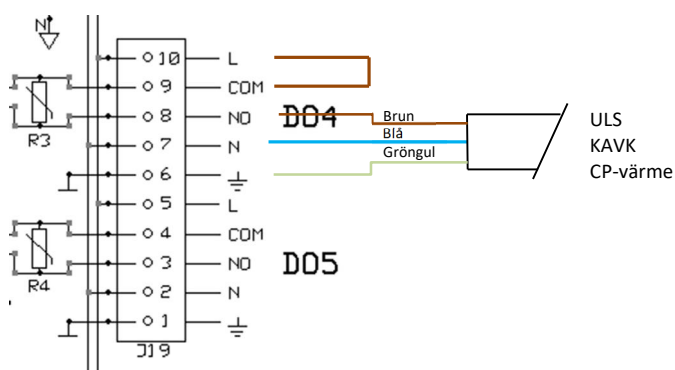 N
10 L
9 COM
8 NO DO4 Brun ULS
7 N Blå KAVK
6 Gröngul CP-värme
R3
5 L
4 COM
3 NO DO5
2 N
R4
1
J19